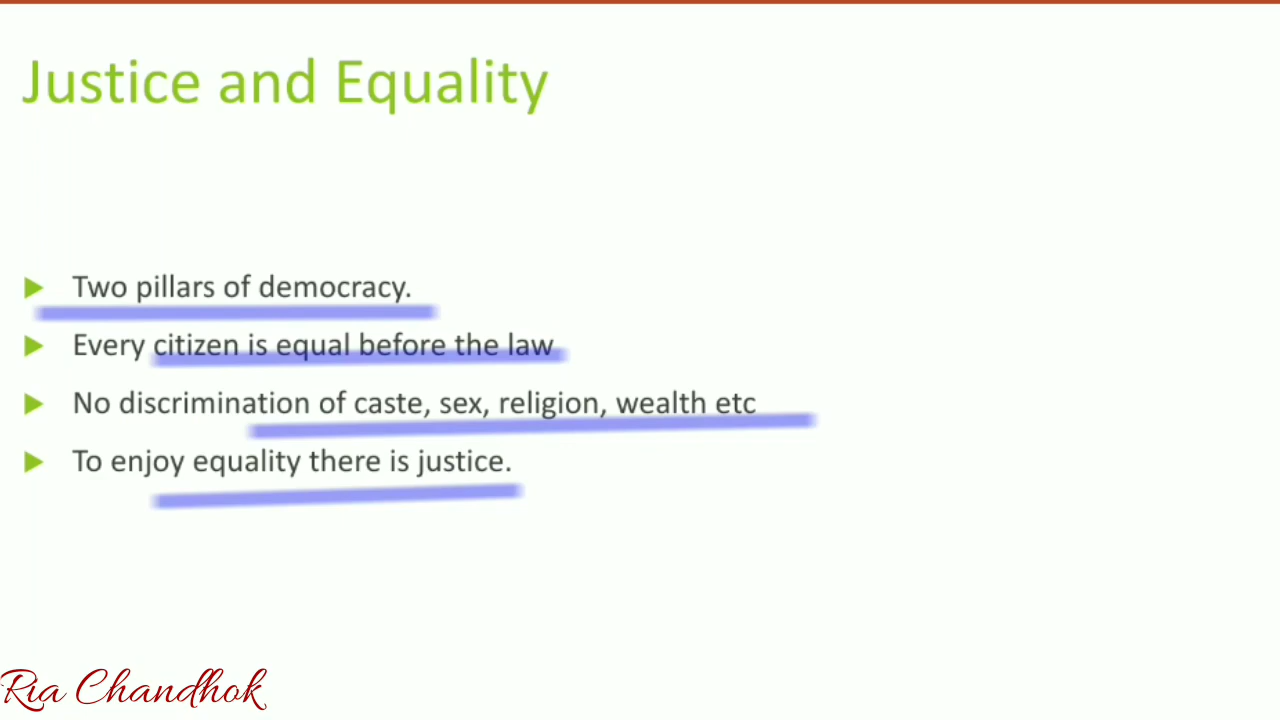 Justice and Equality
Two pillars of democracy.
Every citizen is equal before the law
No discrimination of caste, sex, religion, wealth etc
To enjoy equality there is justice.
Ria Chandhok